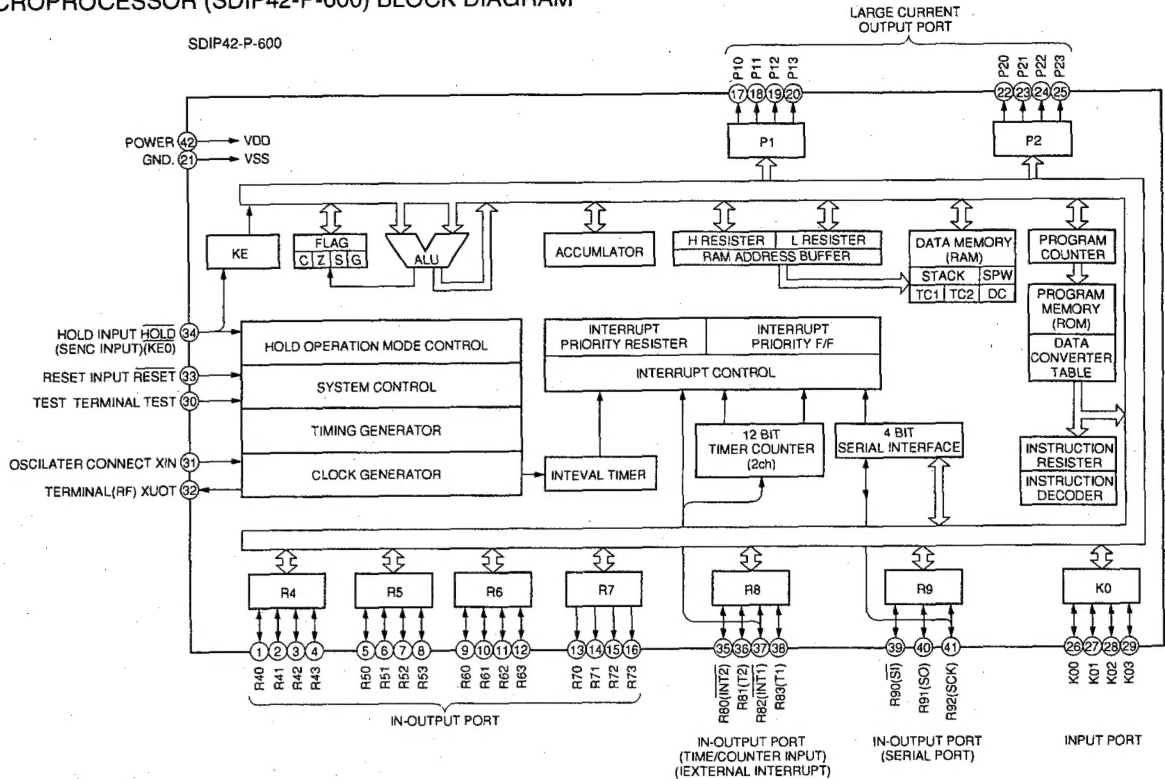 CROPROCESSOR (SDIP42-P-600) BLOCK DIAGRAM
SDIP42-P-600
LARGE CURRENT
OUTPUT PORT
P10 P11 P12 P13
P20 P21 P22 P23
17 18 19 20
22 23 24 25
P1
P2
POWER 42 VDD
GND. 21 VSS
KE
FLAG
C Z S G
ALU
ACCUMLATOR
H RESISTER L RESISTER
RAM ADDRESS BUFFER
DATA MEMORY
(RAM)
STACK SPW
TC1 TC2 DC
PROGRAM
COUNTER
PROGRAM
MEMORY
(ROM)
DATA
CONVERTER
TABLE
INSTRUCTION
RESISTER
INSTRUCTION
DECODER
HOLD INPUT HOLD 34
(SENC INPUT)(KE0)
RESET INPUT RESET 33
TEST TERMINAL TEST 30
OSCILATER CONNECT XIN 31
TERMINAL(RF) XUOT 32
HOLD OPERATION MODE CONTROL
SYSTEM CONTROL
TIMING GENERATOR
CLOCK GENERATOR
INTERRUPT
PRIORITY REGISTER
INTERRUPT
PRIORITY F/F
INTERRUPT CONTROL
INTEVAL TIMER
12 BIT
TIMER COUNTER
(2ch)
4 BIT
SERIAL INTERFACE
R4
R5
R6
R7
R8
R9
K0
1 2 3 4
5 6 7 8
9 10 11 12
13 14 15 16
35 36 37 38
39 40 41
26 27 28 29
R40 R41 R42 R43
R50 R51 R52 R53
R60 R61 R62 R63
R70 R71 R72 R73
R80(INT2) R81(T2) R82(INT1) R83(T1)
R90(SI) R91(SO) R92(SCK)
K00 K01 K02 K03
IN-OUTPUT PORT
IN-OUTPUT PORT
(TIME/COUNTER INPUT)
(IEXTERNAL INTERRUPT)
IN-OUTPUT PORT
(SERIAL PORT)
INPUT PORT